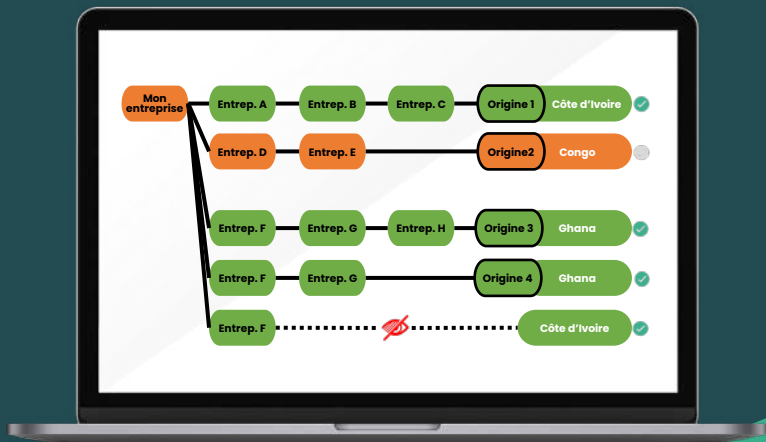 Mon
entreprise
Entrep. A
Entrep. B
Entrep. C
Origine 1
Côte d'Ivoire
Entrep. D
Entrep. E
Origine2
Congo
Entrep. F
Entrep. G
Entrep. H
Origine 3
Ghana
Entrep. F
Entrep. G
Origine 4
Ghana
Entrep. F
Côte d'Ivoire